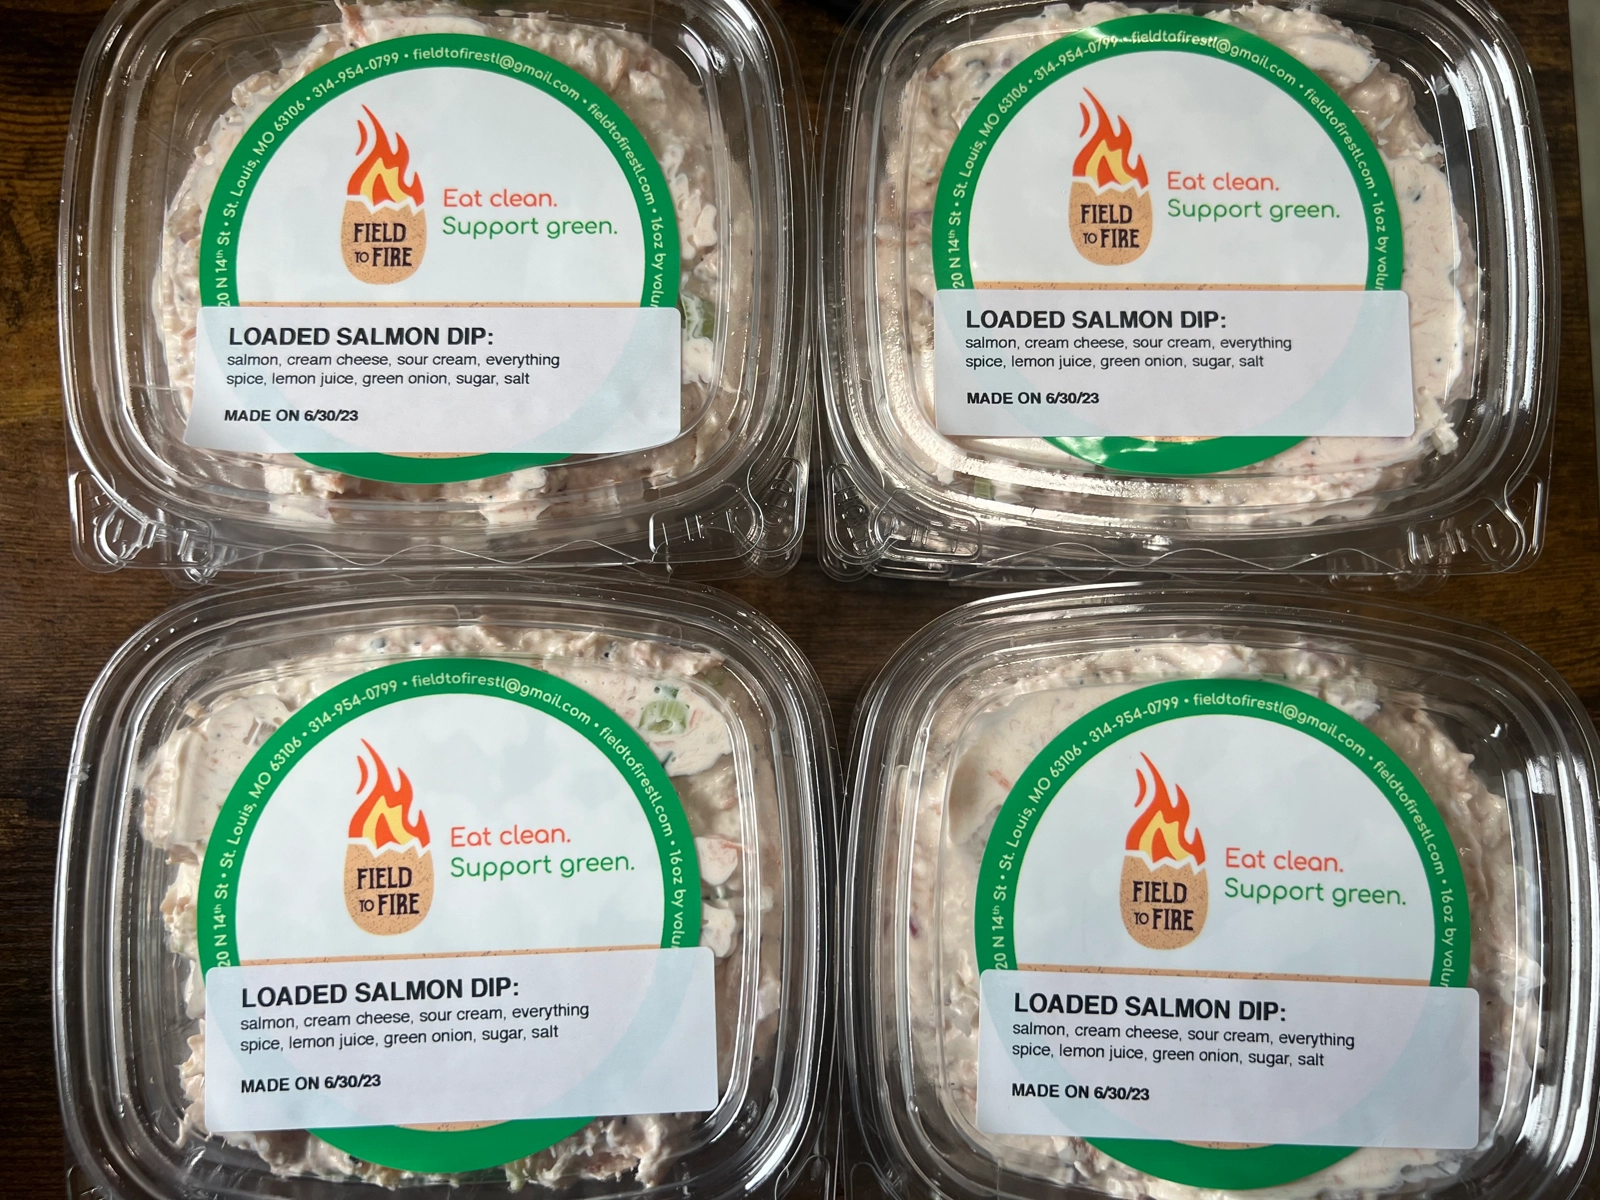 20 N 14th St • St. Louis, MO 63106 • 314-954-0799 • fieldtofirestl@gmail.com • fieldtofirestl.com • 16oz by
FIELD
TO FIRE
Eat clean.
Support green.
LOADED SALMON DIP:
salmon, cream cheese, sour cream, everything
spice, lemon juice, green onion, sugar, salt
MADE ON 6/30/23
20 N 14th St • St. Louis, MO 63106 • 314-954-0799 • fieldtofirestl@gmail.com • fieldtofirestl.com • 16oz by
FIELD
TO FIRE
Eat clean.
Support green.
LOADED SALMON DIP:
salmon, cream cheese, sour cream, everything
spice, lemon juice, green onion, sugar, salt
MADE ON 6/30/23
20 N 14th St • St. Louis, MO 63106 • 314-954-0799 • fieldtofirestl@gmail.com • fieldtofirestl.com • 16oz by
FIELD
TO FIRE
Eat clean.
Support green.
LOADED SALMON DIP:
salmon, cream cheese, sour cream, everything
spice, lemon juice, green onion, sugar, salt
MADE ON 6/30/23
20 N 14th St • St. Louis, MO 63106 • 314-954-0799 • fieldtofirestl@gmail.com • fieldtofirestl.com • 16oz by
FIELD
TO FIRE
Eat clean.
Support green.
LOADED SALMON DIP:
salmon, cream cheese, sour cream, everything
spice, lemon juice, green onion, sugar, salt
MADE ON 6/30/23